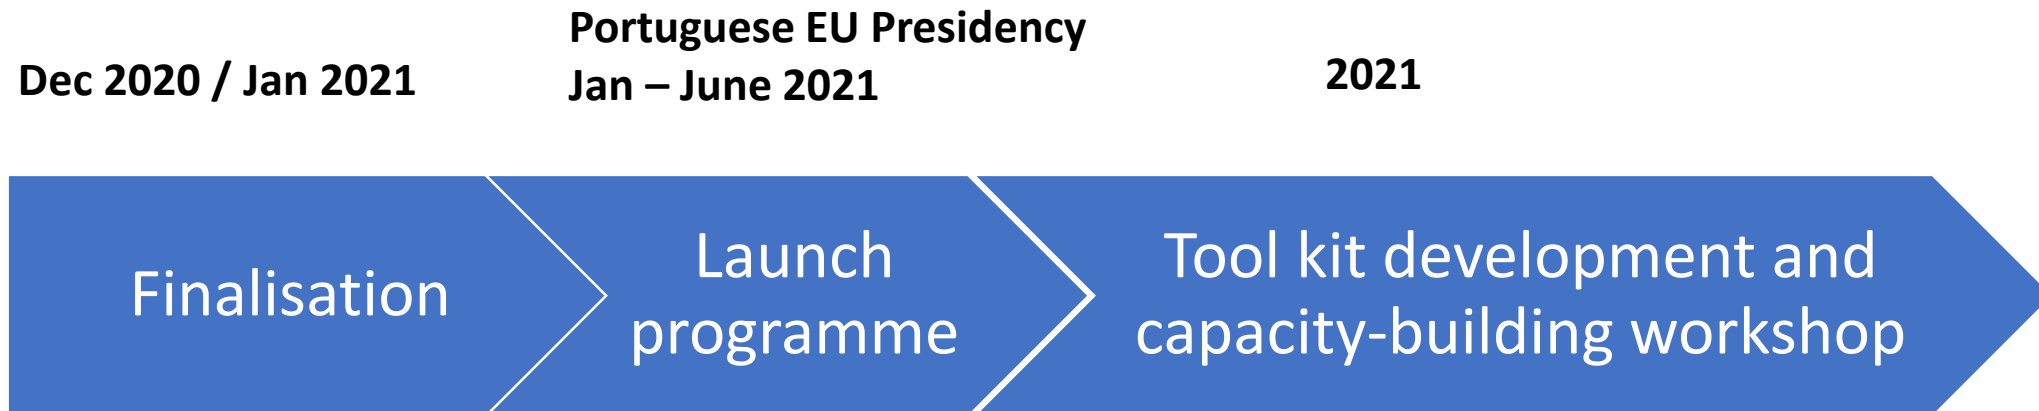 Dec 2020 / Jan 2021
Portuguese EU Presidency
Jan – June 2021
2021
Finalisation
Launch
programme
Tool kit development and
capacity-building workshop